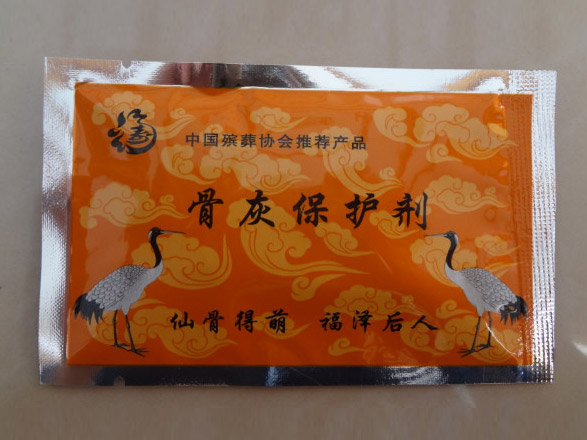 中国殡葬协会推荐产品
骨灰保护剂
仙骨得萌 福泽后人